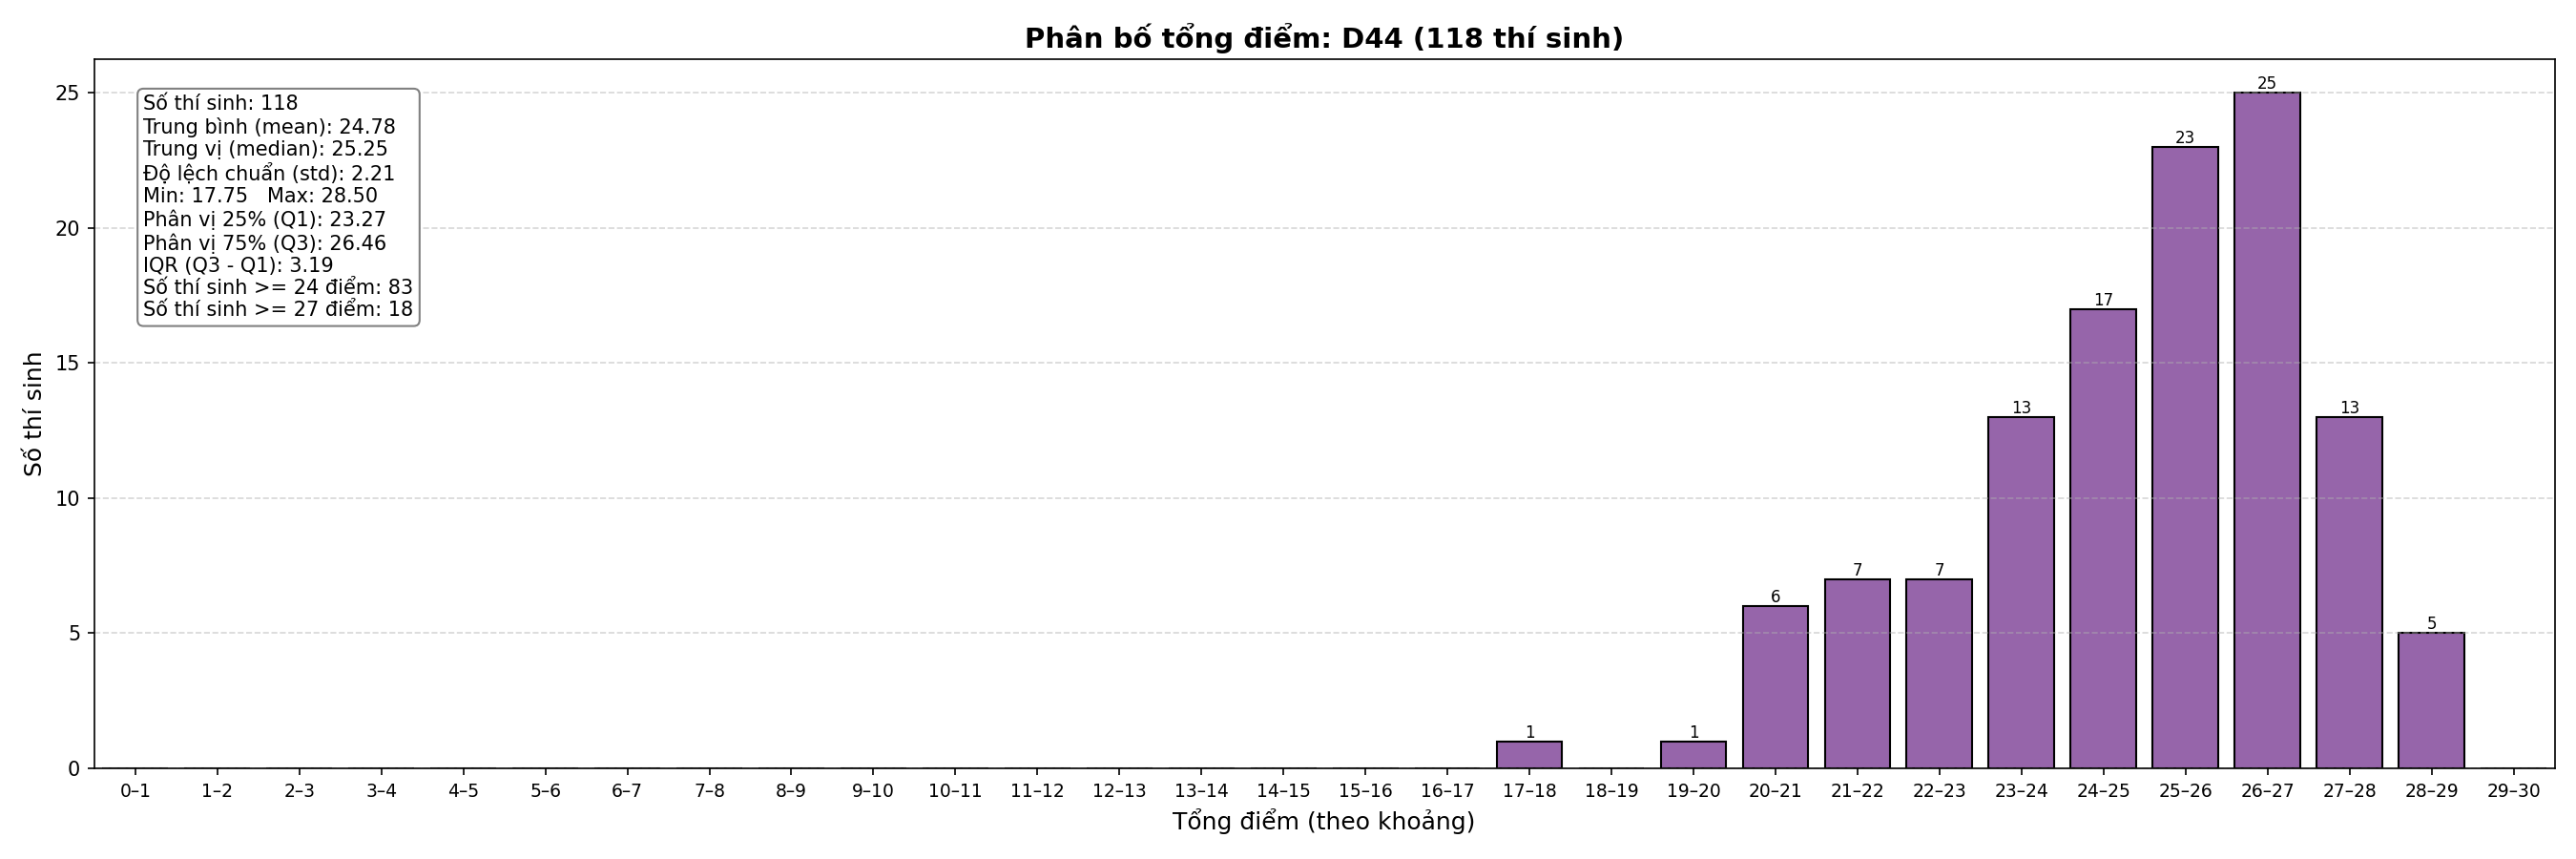 Phân bố tổng điểm: D44 (118 thí sinh)
Số thí sinh: 118
Trung bình (mean): 24.78
Trung vị (median): 25.25
Độ lệch chuẩn (std): 2.21
Min: 17.75   Max: 28.50
Phân vị 25% (Q1): 23.27
Phân vị 75% (Q3): 26.46
IQR (Q3 - Q1): 3.19
Số thí sinh >= 24 điểm: 83
Số thí sinh >= 27 điểm: 18
Số thí sinh
25
20
15
10
5
0
1
1
6
7
7
13
17
23
25
13
5
0–1 1–2 2–3 3–4 4–5 5–6 6–7 7–8 8–9 9–10 10–11 11–12 12–13 13–14 14–15 15–16 16–17 17–18 18–19 19–20 20–21 21–22 22–23 23–24 24–25 25–26 26–27 27–28 28–29 29–30
Tổng điểm (theo khoảng)